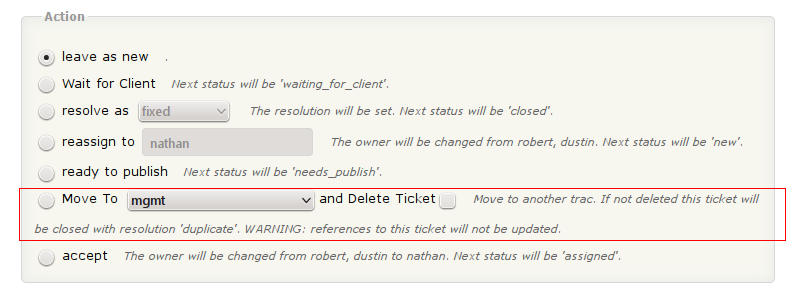 Action
leave as new .
Wait for Client Next status will be 'waiting_for_client'.
resolve as fixed The resolution will be set. Next status will be 'closed'.
reassign to nathan The owner will be changed from robert, dustin. Next status will be 'new'.
ready to publish Next status will be 'needs_publish'.
Move To mgmt and Delete Ticket Move to another trac. If not deleted this ticket will
be closed with resolution 'duplicate'. WARNING: references to this ticket will not be updated.
accept The owner will be changed from robert, dustin to nathan. Next status will be 'assigned'.